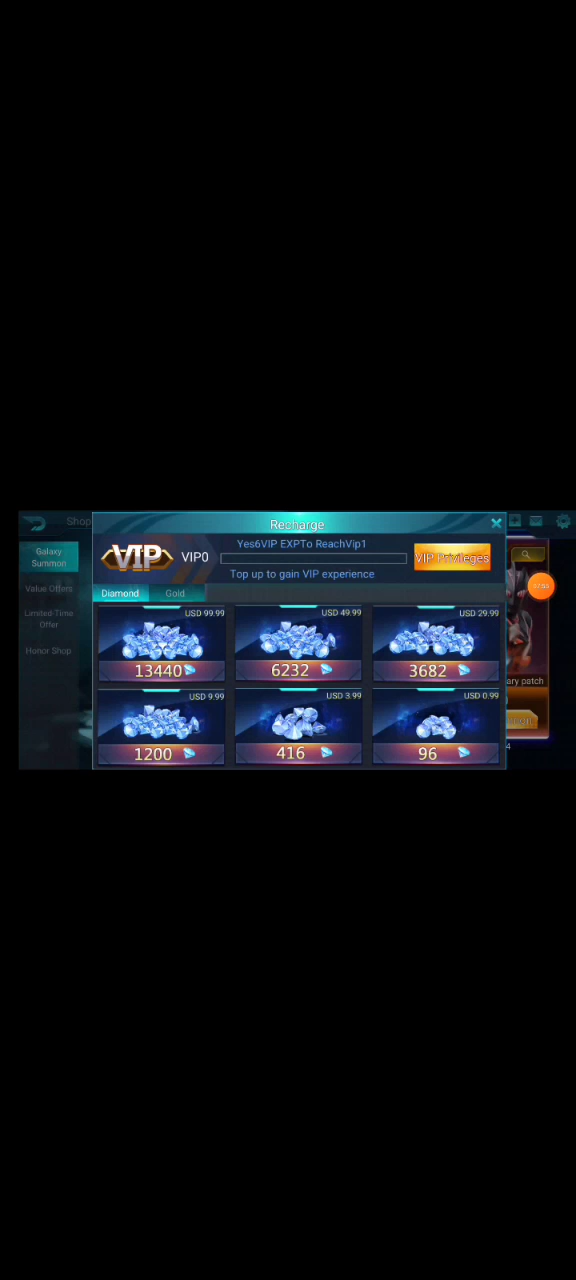 Shop
Recharge
Galaxy
Summon
Value Offers
Limited-Time
Offer
Honor Shop
VIP
VIP0
Yes6VIP EXPTo ReachVip1
Top up to gain VIP experience
VIP Privileges
Diamond
Gold
USD 99.99
13440
USD 49.99
6232
USD 29.99
3682
USD 9.99
1200
USD 3.99
416
USD 0.99
96
ary patch
4